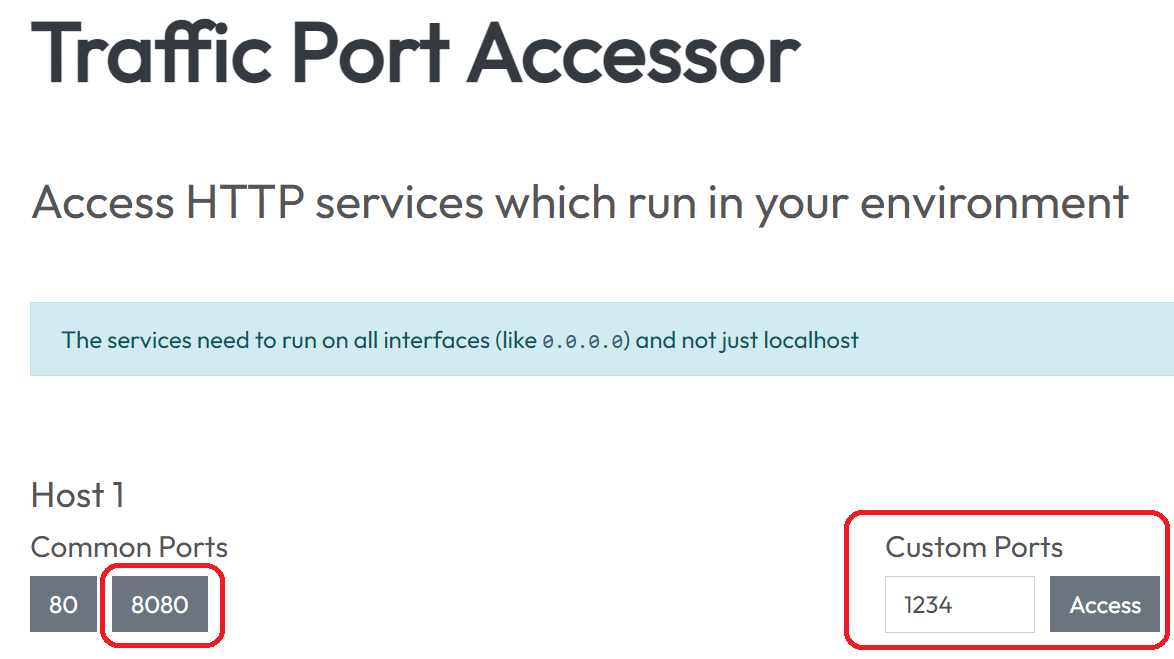 Traffic Port Accessor
Access HTTP services which run in your environment
The services need to run on all interfaces (like 0.0.0.0) and not just localhost
Host 1
Common Ports
80 8080
Custom Ports
1234 Access